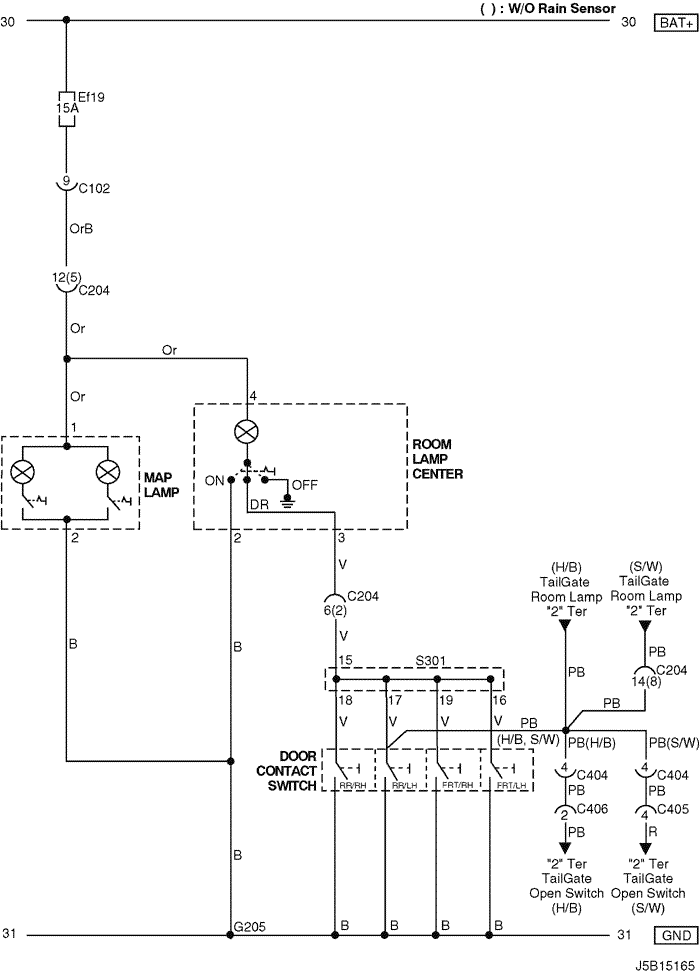 ( ) : W/O Rain Sensor
30
30 BAT+
Ef19
15A
9
C102
OrB
12(5)
C204
Or
Or
Or
4
1
MAP
LAMP
ROOM
LAMP
CENTER
ON
OFF
DR
2
2
3
V
C204
6(2)
V
B
B
(H/B)
TailGate
Room Lamp
"2" Ter
(S/W)
TailGate
Room Lamp
"2" Ter
PB
C204
14(8)
PB
PB
15
S301
18
17
19
16
V
V
V
V
PB
(H/B, S/W)
PB(H/B)
PB(S/W)
DOOR
CONTACT
SWITCH
RR/RH
RR/LH
FRT/RH
FRT/LH
4
C404
4
C404
PB
PB
2
C406
4
C405
PB
R
B
"2" Ter
TailGate
Open Switch
(H/B)
"2" Ter
TailGate
Open Switch
(S/W)
G205
B
B
B
B
31
31 GND
J5B15165